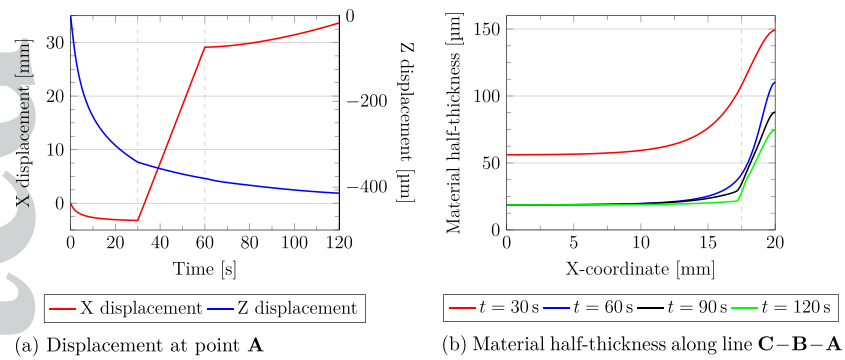 X displacement [mm]
30
20
10
0
0
−200
−400
Z displacement [µm]
0 20 40 60 80 100 120
Time [s]
X displacement Z displacement
(a) Displacement at point A
Material half-thickness [µm]
150
100
50
0
0 5 10 15 20
X-coordinate [mm]
t = 30 s t = 60 s t = 90 s t = 120 s
(b) Material half-thickness along line C−B−A